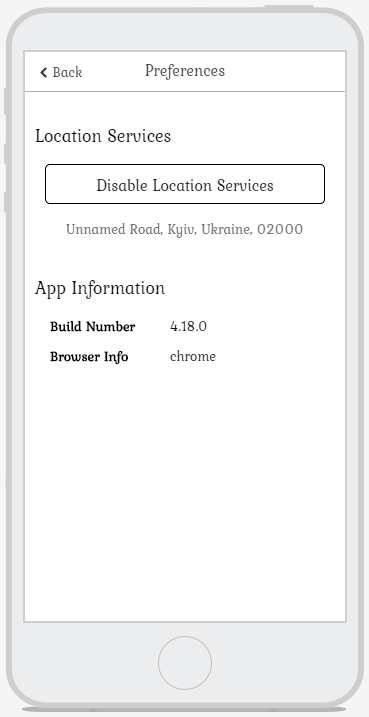 Back Preferences
Location Services
Disable Location Services
Unnamed Road, Kyiv, Ukraine, 02000
App Information
Build Number 4.18.0
Browser Info chrome